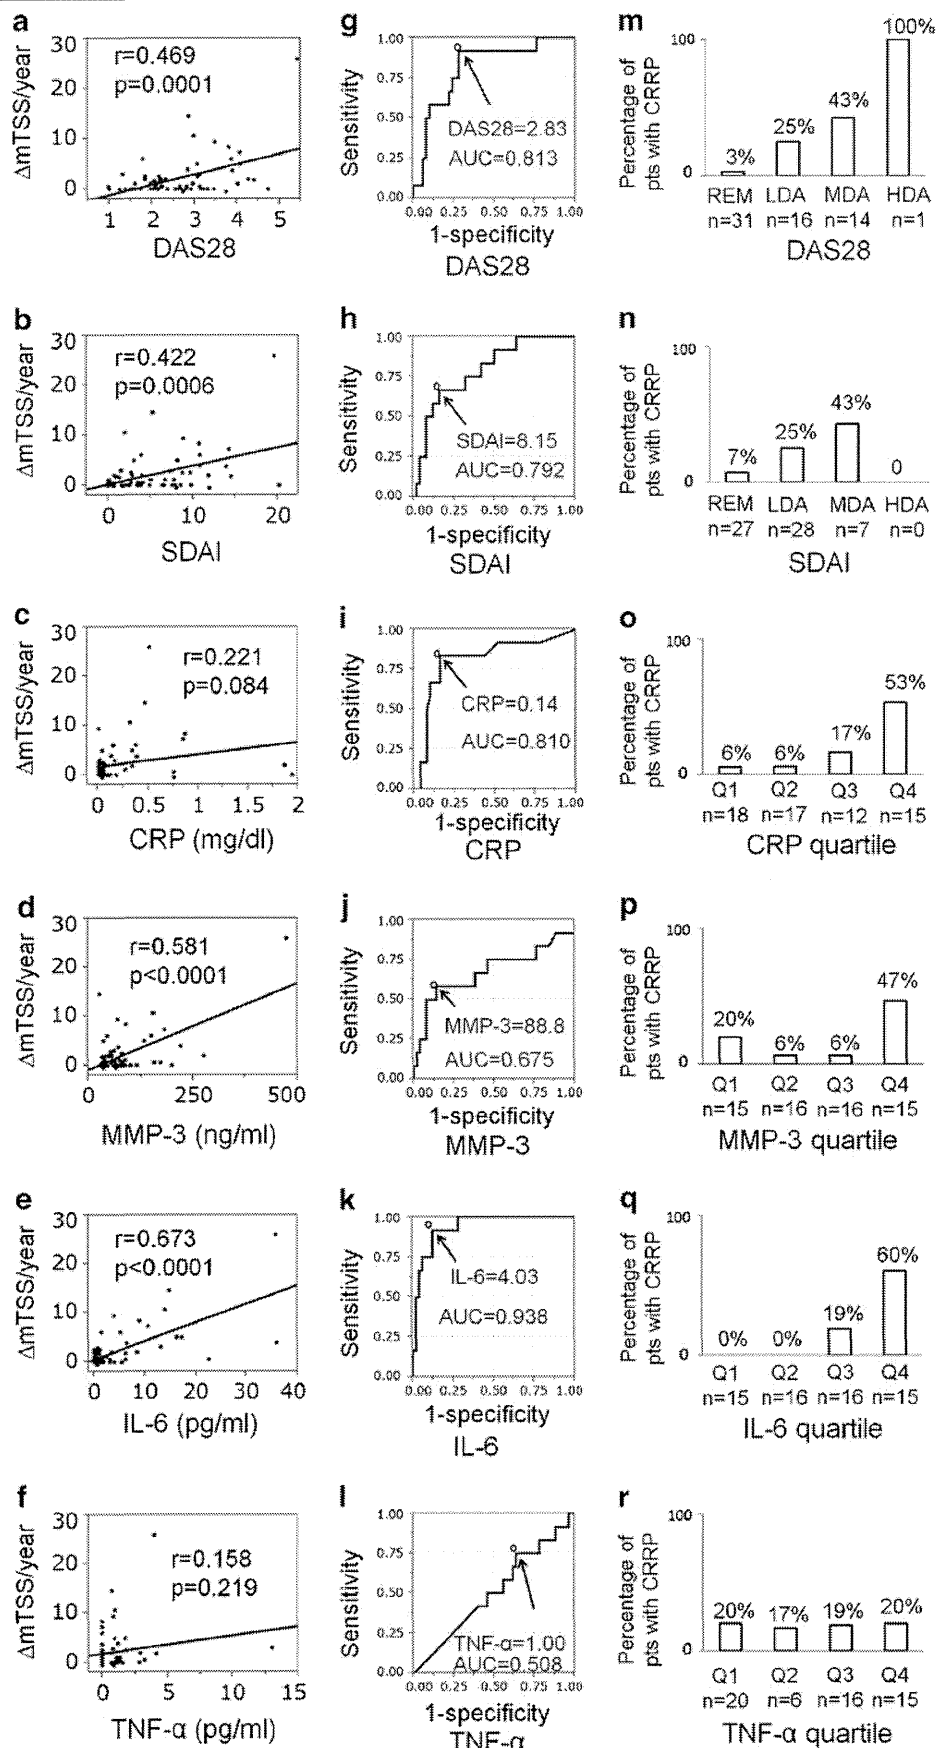 a
ΔmTSS/year
30
20
10
0
r=0.469
p=0.0001
1 2 3 4 5
DAS28
g
Sensitivity
1.00
0.75
0.50
0.25
0.00
DAS28=2.83
AUC=0.813
0.00 0.25 0.50 0.75 1.00
1-specificity
DAS28
m
Percentage of
pts with CRRP
100
0
3% 25% 43% 100%
REM LDA MDA HDA
n=31 n=16 n=14 n=1
DAS28
b
ΔmTSS/year
30
20
10
0
r=0.422
p=0.0006
0 5 10 15 20
SDAI
h
Sensitivity
1.00
0.75
0.50
0.25
0.00
SDAI=8.15
AUC=0.792
0.00 0.25 0.50 0.75 1.00
1-specificity
SDAI
n
Percentage of
pts with CRRP
100
0
7% 25% 43% 0
REM LDA MDA HDA
n=27 n=28 n=7 n=0
SDAI
c
ΔmTSS/year
30
20
10
0
r=0.221
p=0.084
0 0.5 1 1.5 2
CRP (mg/dl)
i
Sensitivity
1.00
0.75
0.50
0.25
0.00
CRP=0.14
AUC=0.810
0.00 0.25 0.50 0.75 1.00
1-specificity
CRP
o
Percentage of
pts with CRRP
100
0
6% 6% 17% 53%
Q1 Q2 Q3 Q4
n=18 n=17 n=12 n=15
CRP quartile
d
ΔmTSS/year
30
20
10
0
r=0.581
p<0.0001
0 250 500
MMP-3 (ng/ml)
j
Sensitivity
1.00
0.75
0.50
0.25
0.00
MMP-3=88.8
AUC=0.675
0.00 0.25 0.50 0.75 1.00
1-specificity
MMP-3
p
Percentage of
pts with CRRP
100
0
20% 6% 6% 47%
Q1 Q2 Q3 Q4
n=15 n=16 n=16 n=15
MMP-3 quartile
e
ΔmTSS/year
30
20
10
0
r=0.673
p<0.0001
0 10 20 30 40
IL-6 (pg/ml)
k
Sensitivity
1.00
0.75
0.50
0.25
0.00
IL-6=4.03
AUC=0.938
0.00 0.25 0.50 0.75 1.00
1-specificity
IL-6
q
Percentage of
pts with CRRP
100
0
0% 0% 19% 60%
Q1 Q2 Q3 Q4
n=15 n=16 n=16 n=15
IL-6 quartile
f
ΔmTSS/year
30
20
10
0
r=0.158
p=0.219
0 5 10 15
TNF-α (pg/ml)
l
Sensitivity
1.00
0.75
0.50
0.25
0.00
TNF-α=1.00
AUC=0.508
0.00 0.25 0.50 0.75 1.00
1-specificity
TNF-α
r
Percentage of
pts with CRRP
100
0
20% 17% 19% 20%
Q1 Q2 Q3 Q4
n=20 n=6 n=16 n=15
TNF-α quartile